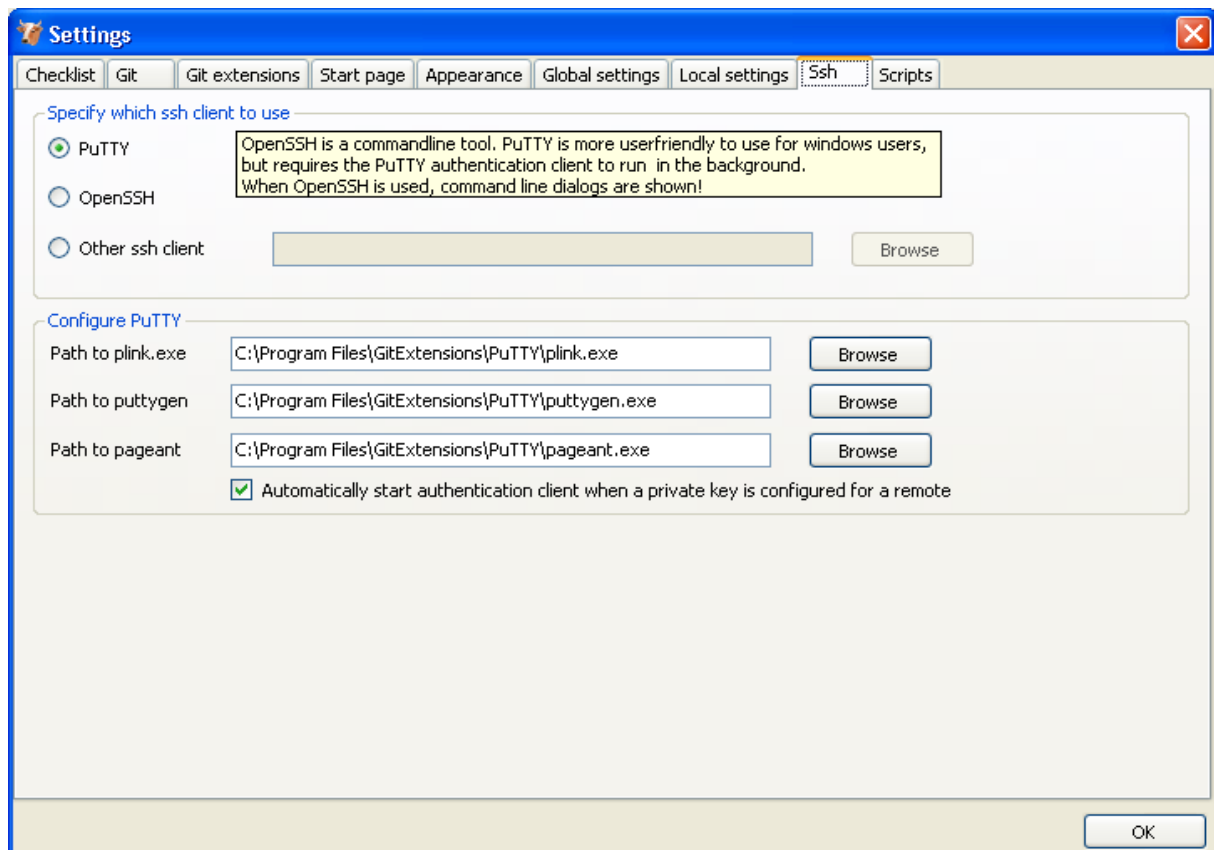 Settings
Checklist Git Git extensions Start page Appearance Global settings Local settings Ssh Scripts
Specify which ssh client to use
PuTTY
OpenSSH is a commandline tool. PuTTY is more userfriendly to use for windows users,
but requires the PuTTY authentication client to run  in the background.
When OpenSSH is used, command line dialogs are shown!
OpenSSH
Other ssh client Browse
Configure PuTTY
Path to plink.exe C:\Program Files\GitExtensions\PuTTY\plink.exe Browse
Path to puttygen C:\Program Files\GitExtensions\PuTTY\puttygen.exe Browse
Path to pageant C:\Program Files\GitExtensions\PuTTY\pageant.exe Browse
Automatically start authentication client when a private key is configured for a remote
OK